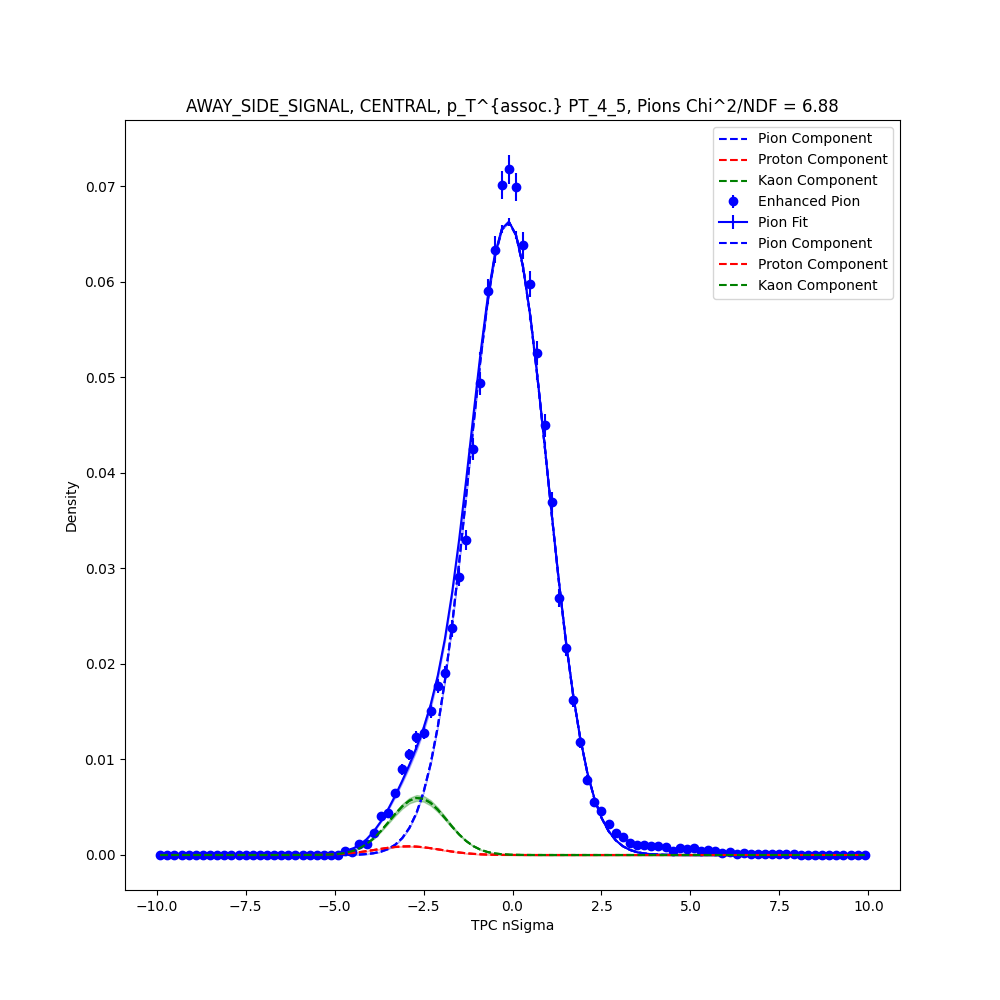 AWAY_SIDE_SIGNAL, CENTRAL, p_T^{assoc.} PT_4_5, Pions Chi^2/NDF = 6.88
Pion Component
Proton Component
Kaon Component
Enhanced Pion
Pion Fit
Pion Component
Proton Component
Kaon Component
0.07
0.06
0.05
0.04
0.03
0.02
0.01
0.00
Density
−10.0 −7.5 −5.0 −2.5 0.0 2.5 5.0 7.5 10.0
TPC nSigma